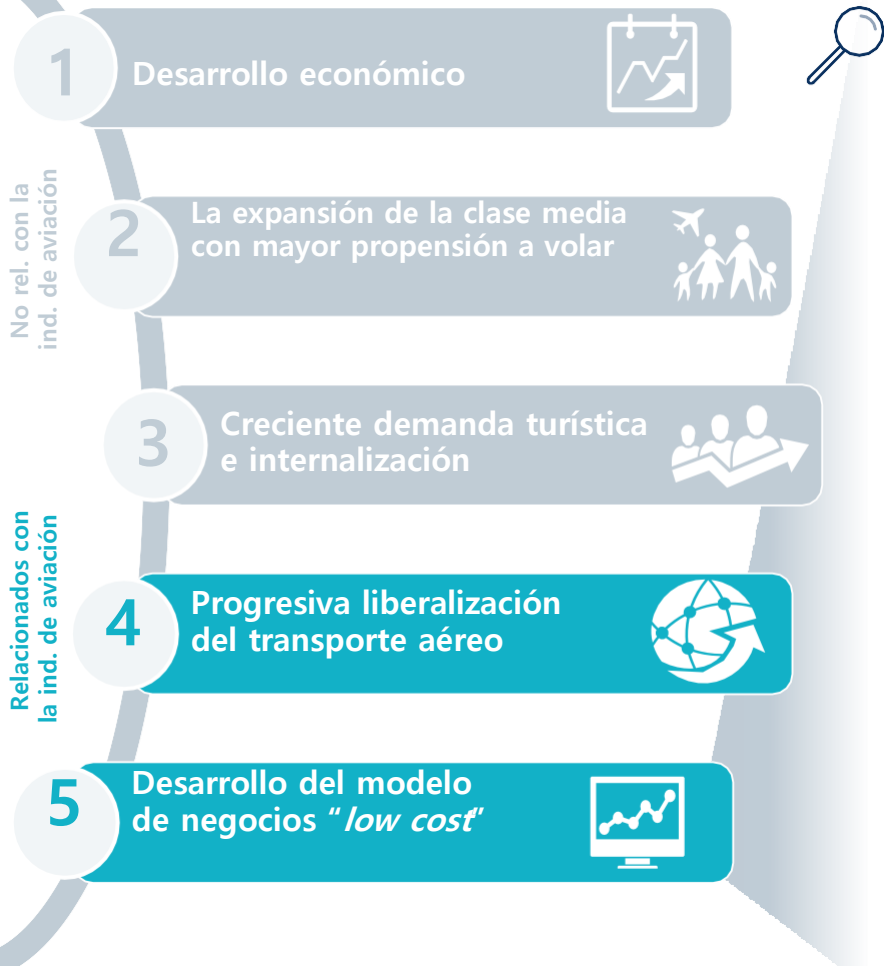 1
Desarrollo económico
No rel. con la
ind. de aviación
2
La expansión de la clase media
con mayor propensión a volar
3
Creciente demanda turística
e internalización
Relacionados con
la ind. de aviación
4
Progresiva liberalización
del transporte aéreo
5
Desarrollo del modelo
de negocios “low cost”